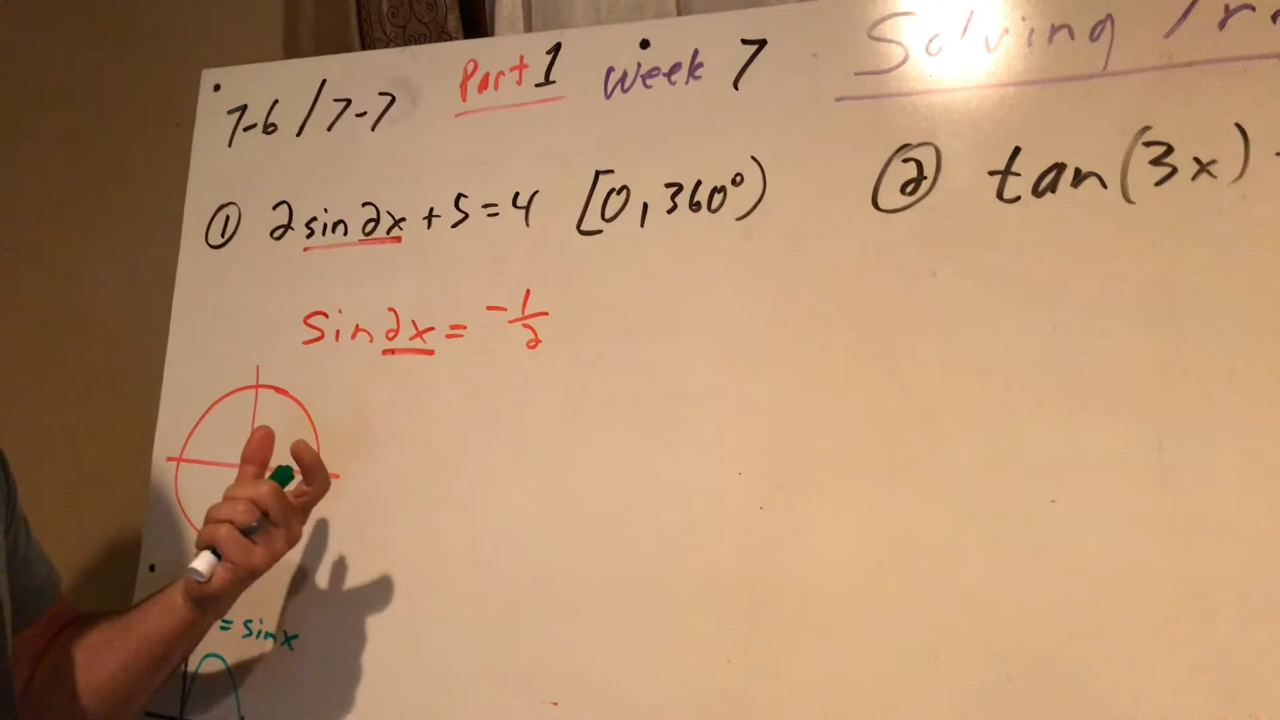 7-6 / 7-7 Part 1 Week 7
Solving
① 2 sin 2x + 5 = 4 [0, 360°)
② tan(3x)
sin 2x = -1/2
= sin x